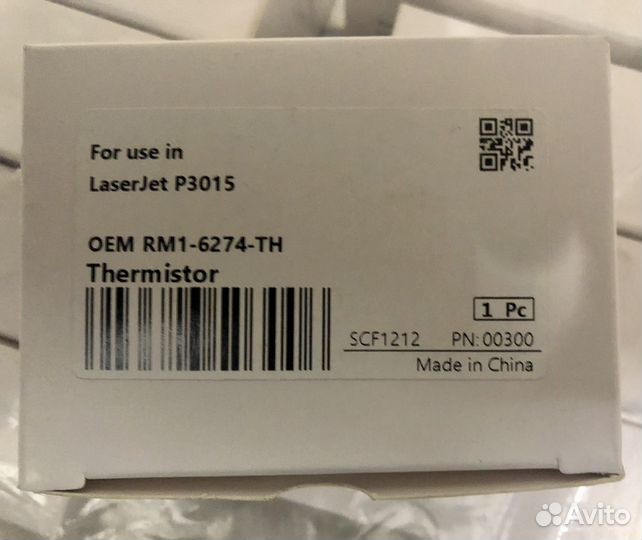 For use in
LaserJet P3015
OEM RM1-6274-TH
Thermistor
1 Pc
SCF1212 PN:00300
Made in China
Avito